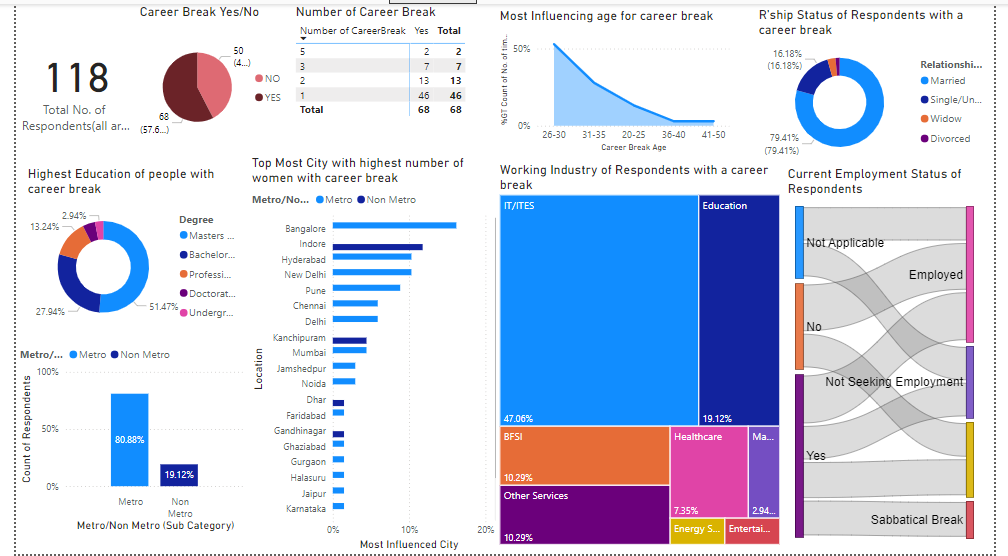 Career Break Yes/No
118
Total No. of
Respondents(all ar...
50
(4...)
68
(57.6...)
NO
YES
Number of Career Break
Number of CareerBreak Yes Total
5 2 2
3 7 7
2 13 13
1 46 46
Total 68 68
Most Influencing age for career break
%GT Count of No. of tim...
50%
0%
26-30 31-35 20-25 36-40 41-50
Career Break Age
R'ship Status of Respondents with a
career break
16.18%
(16.18%)
79.41%
(79.41%)
Relationshi...
Married
Single/Un...
Widow
Divorced
Highest Education of people with
career break
2.94%
13.24%
27.94%
51.47%
Degree
Masters ...
Bachelor...
Professi...
Doctorat...
Undergr...
Metro/... Metro Non Metro
Count of Respondents
100%
50%
0%
80.88%
19.12%
Metro Non
Metro
Metro/Non Metro (Sub Category)
Top Most City with highest number of
women with career break
Metro/No... Metro Non Metro
Location
Bangalore
Indore
Hyderabad
New Delhi
Pune
Chennai
Delhi
Kanchipuram
Mumbai
Jamshedpur
Noida
Dhar
Faridabad
Gandhinagar
Ghaziabad
Gurgaon
Halasuru
Jaipur
Karnataka
0% 10% 20%
Most Influenced City
Working Industry of Respondents with a career
break
IT/ITES
47.06%
Education
19.12%
BFSI
10.29%
Other Services
10.29%
Healthcare
7.35%
Ma...
2.94...
Energy S...
Entertai...
Current Employment Status of
Respondents
Not Applicable
No
Yes
Employed
Not Seeking Employment
Sabbatical Break